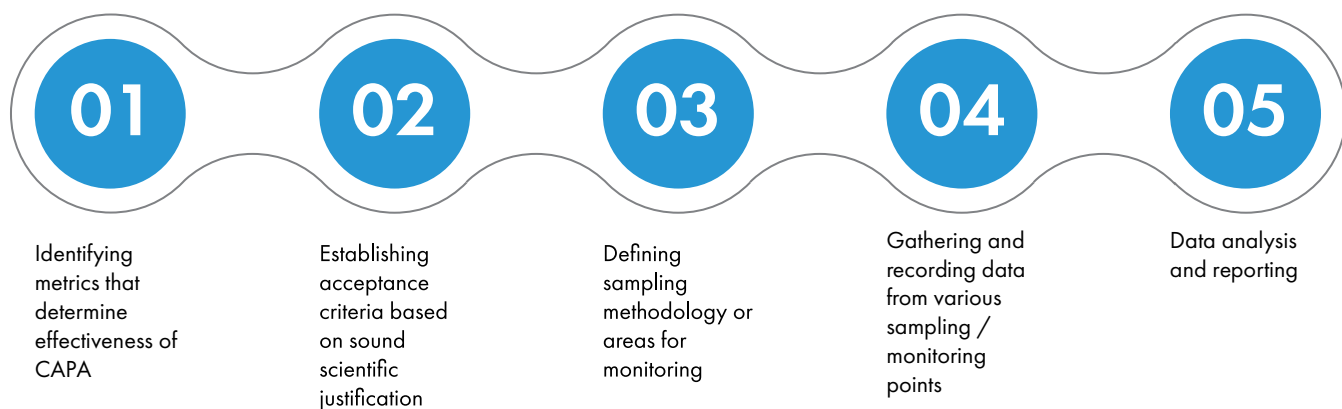 01
Identifying
metrics that
determine
effectiveness of
CAPA
02
Establishing
acceptance
criteria based
on sound
scientific
justification
03
Defining
sampling
methodology or
areas for
monitoring
04
Gathering and
recording data
from various
sampling /
monitoring
points
05
Data analysis
and reporting